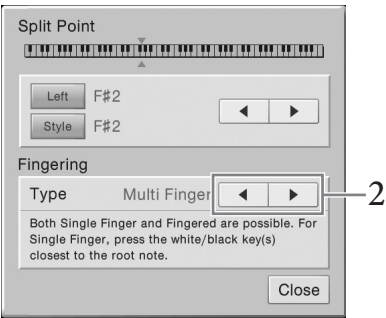 Split Point
Left F♯2
Style F♯2
Fingering
Type Multi Finger
2
Both Single Finger and Fingered are possible. For
Single Finger, press the white/black key(s)
closest to the root note.
Close